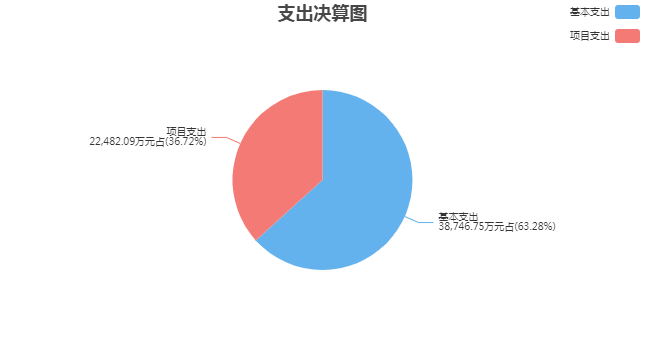 支出决算图
基本支出
项目支出
项目支出
22,482.09万元占(36.72%)
基本支出
38,746.75万元占(63.28%)